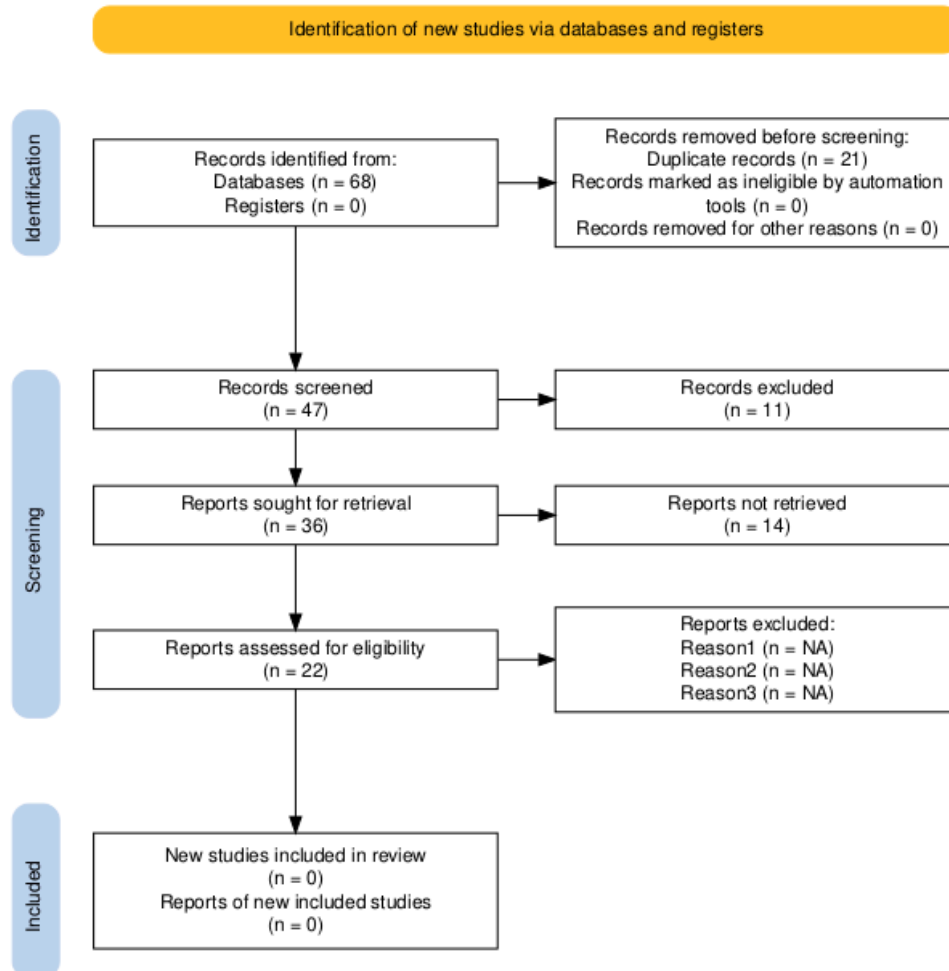 Identification of new studies via databases and registers
Identification
Records identified from:
Databases (n = 68)
Registers (n = 0)
Records removed before screening:
Duplicate records (n = 21)
Records marked as ineligible by automation
tools (n = 0)
Records removed for other reasons (n = 0)
Screening
Records screened
(n = 47)
Records excluded
(n = 11)
Reports sought for retrieval
(n = 36)
Reports not retrieved
(n = 14)
Reports assessed for eligibility
(n = 22)
Reports excluded:
Reason1 (n = NA)
Reason2 (n = NA)
Reason3 (n = NA)
Included
New studies included in review
(n = 0)
Reports of new included studies
(n = 0)